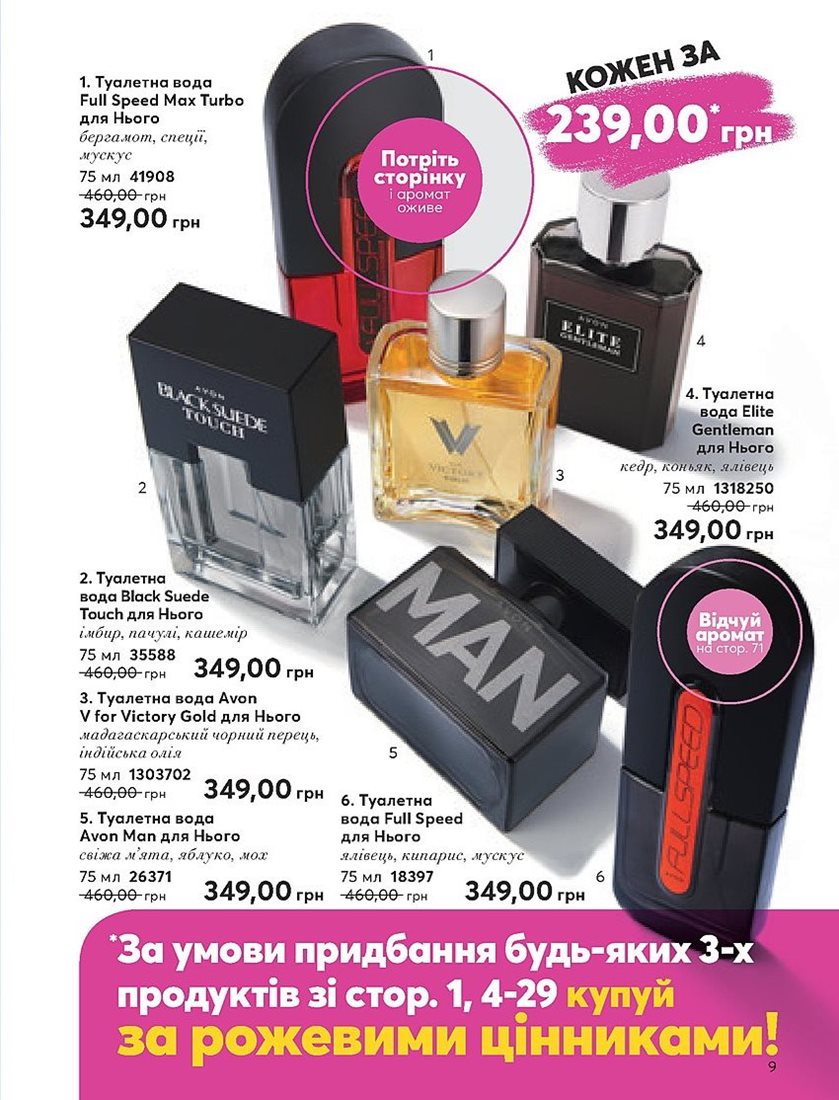 1. Туалетна вода
Full Speed Max Turbo
для Нього
бергамот, спеції,
мускус
75 мл 41908
460,00 грн
349,00 грн
1
Потріть
сторінку
і аромат
оживе
КОЖЕН ЗА
239,00* грн
FULL SPEED
AVON
ELITE
GENTLEMAN
4
AVON
BLACK SUEDE
TOUCH
2
V
VICTORY
3
4. Туалетна
вода Elite
Gentleman
для Нього
кедр, коньяк, ялівець
75 мл 1318250
460,00 грн
349,00 грн
2. Туалетна
вода Black Suede
Touch для Нього
імбир, пачулі, кашемір
75 мл 35588
460,00 грн
349,00 грн
3. Туалетна вода Avon
V for Victory Gold для Нього
мадагаскарський чорний перець,
індійська олія
75 мл 1303702
460,00 грн
349,00 грн
5. Туалетна вода
Avon Man для Нього
свіжа м’ята, яблуко, мох
75 мл 26371
460,00 грн
349,00 грн
AVON
MAN
5
Відчуй
аромат
на стор. 71
FULL SPEED
AVON
6. Туалетна
вода Full Speed
для Нього
ялівець, кипарис, мускус
75 мл 18397
460,00 грн
349,00 грн
6
*За умови придбання будь-яких 3-х
продуктів зі стор. 1, 4-29 купуй
за рожевими цінниками!
9